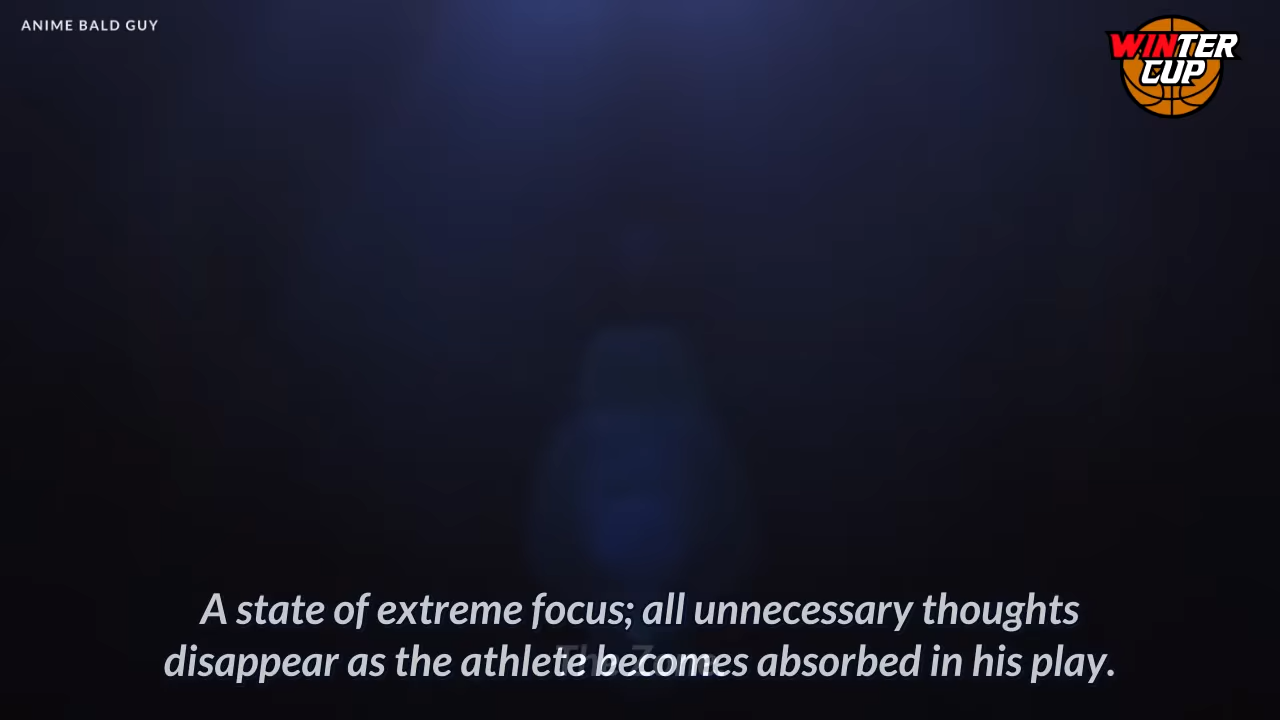 ANIME BALD GUY
WINTER
CUP
A state of extreme focus; all unnecessary thoughts
disappear as the athlete becomes absorbed in his play.